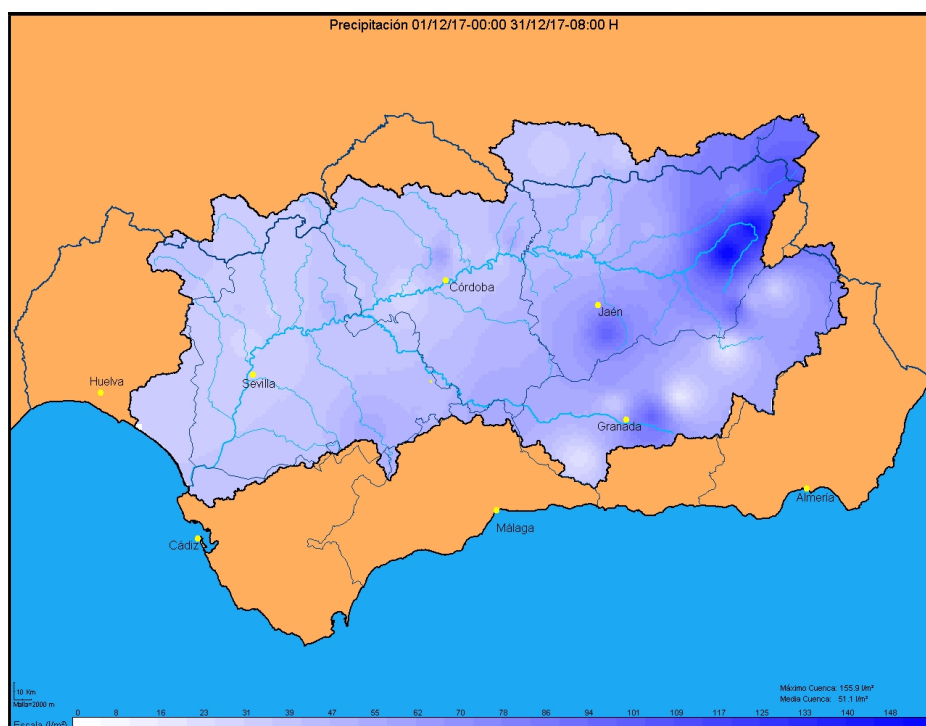 Precipitación 01/12/17-00:00 31/12/17-08:00 H
Córdoba
Jaén
Huelva
Sevilla
Granada
Almería
Málaga
Cádiz
10 Km
Malla=2000 m
Máximo Cuenca: 155.9 l/m²
Media Cuenca: 51.1 l/m²
Escala (l/m²) 0 8 16 23 31 39 47 55 62 70 78 86 94 101 109 117 125 133 140 148